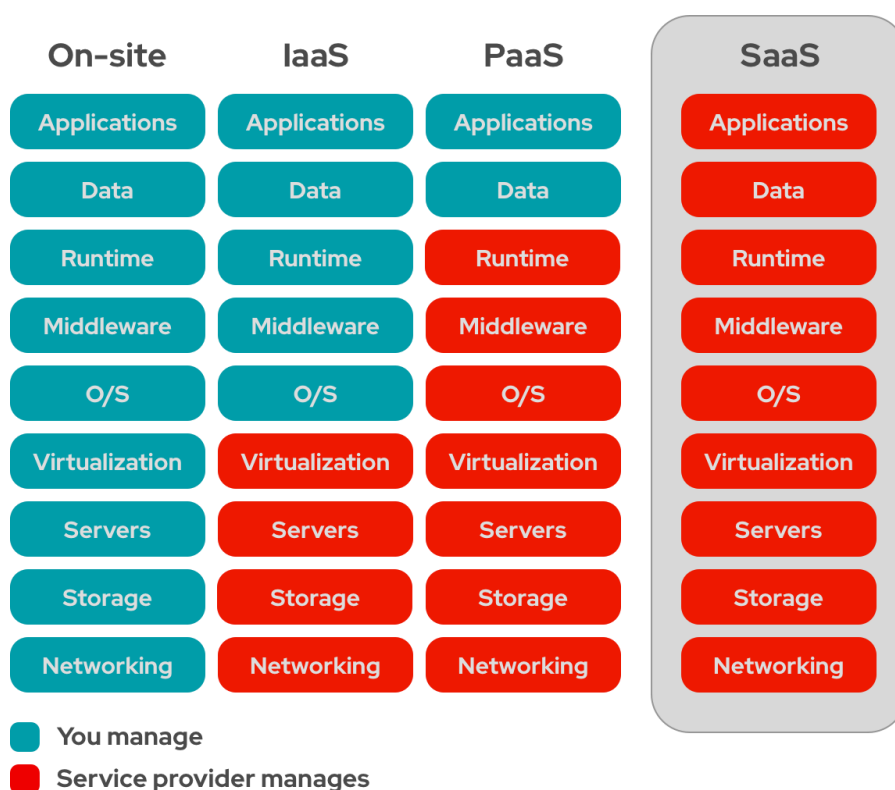 On-site IaaS PaaS SaaS
Applications Applications Applications Applications
Data Data Data Data
Runtime Runtime Runtime Runtime
Middleware Middleware Middleware Middleware
O/S O/S O/S O/S
Virtualization Virtualization Virtualization Virtualization
Servers Servers Servers Servers
Storage Storage Storage Storage
Networking Networking Networking Networking
You manage
Service provider manages